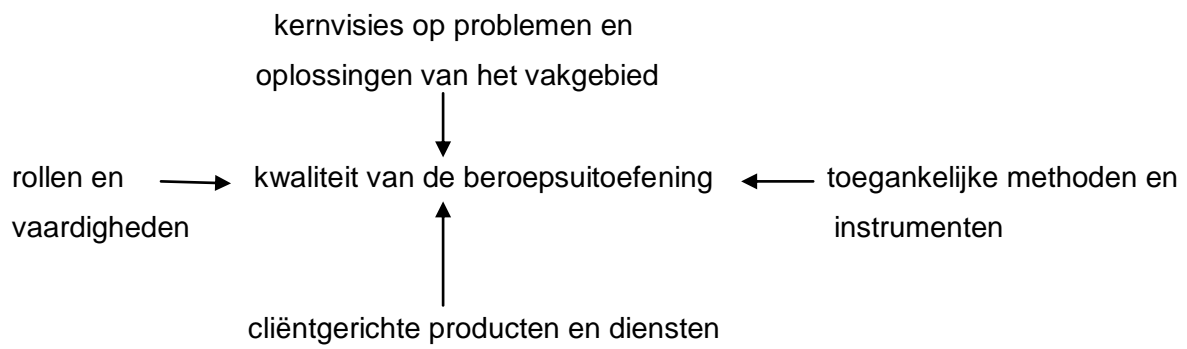 kernvisies op problemen en
oplossingen van het vakgebied
rollen en
vaardigheden
kwaliteit van de beroepsuitoefening
toegankelijke methoden en
instrumenten
cliëntgerichte producten en diensten